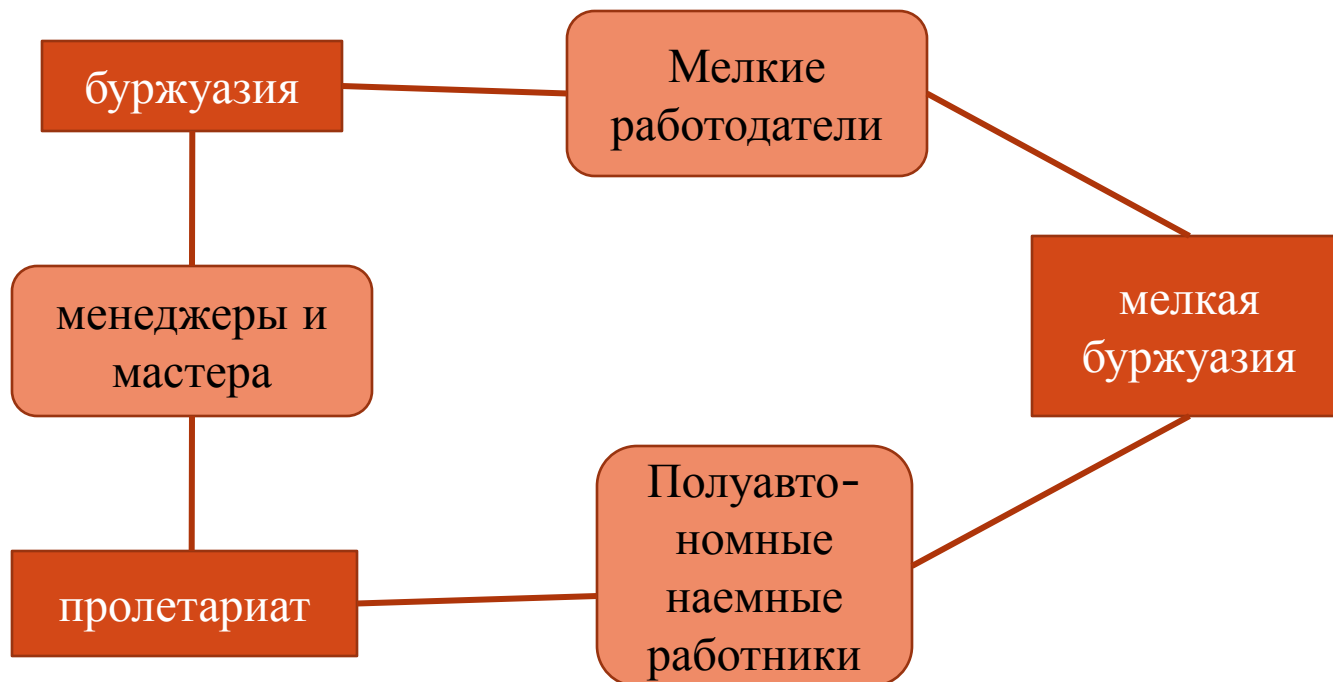 буржуазия
Мелкие
работодатели
менеджеры и
мастера
мелкая
буржуазия
Полуавто-
номные
наемные
работники
пролетариат